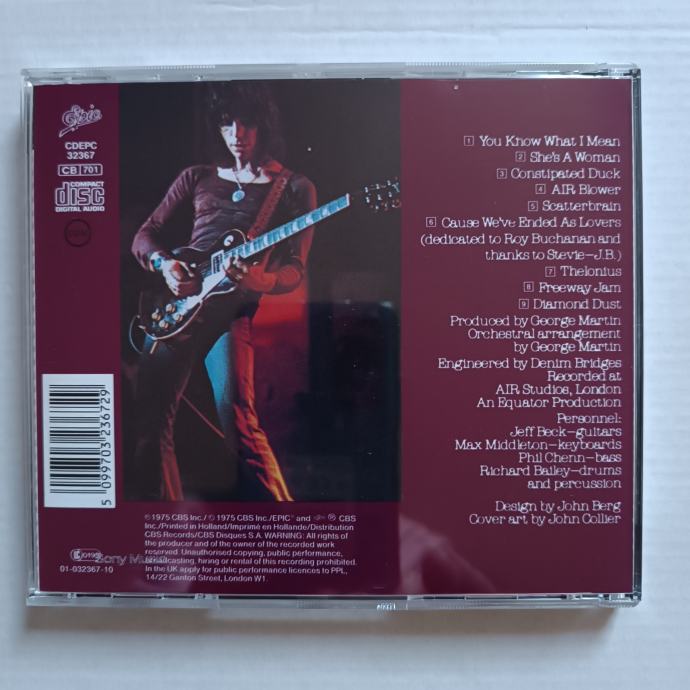 Epic
CDEPC
32367
CB 701
COMPACT
disc
DIGITAL AUDIO
1 You Know What I Mean
2 She's A Woman
3 Constipated Duck
4 AIR Blower
5 Scatterbrain
6 Cause We've Ended As Lovers
(dedicated to Roy Buchanan and
thanks to Stevie–J.B.)
7 Thelonius
8 Freeway Jam
9 Diamond Dust
Produced by George Martin
Orchestral arrangement
by George Martin
Engineered by Denim Bridges
Recorded at
AIR Studios, London
An Equator Production
Personnel:
Jeff Beck–guitars
Max Middleton–keyboards
Phil Chenn–bass
Richard Bailey–drums
and percussion
Design by John Berg
Cover art by John Collier
5 099703 236729
© 1975 CBS Inc./ ℗ 1975 CBS Inc./EPIC® and ® CBS
Inc./Printed in Holland/Imprimé en Hollande/Distribution
CBS Records/CBS Disques S.A. WARNING: All rights of
the producer and of the owner of the recorded work
reserved. Unauthorised copying, public performance,
broadcasting, hiring or rental of this recording prohibited.
In the UK apply for public performance licences to PPL,
14/22 Ganton Street, London W1.
Sony Music
01-032367-10